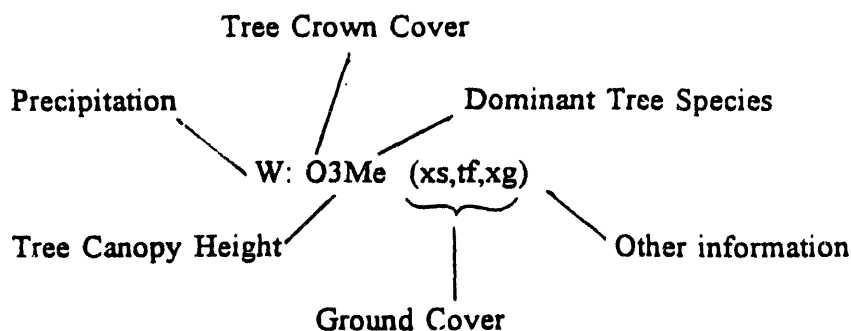 Tree Crown Cover
Precipitation
Dominant Tree Species
W: O3Me (xs,tf,xg)
Tree Canopy Height
Other information
Ground Cover